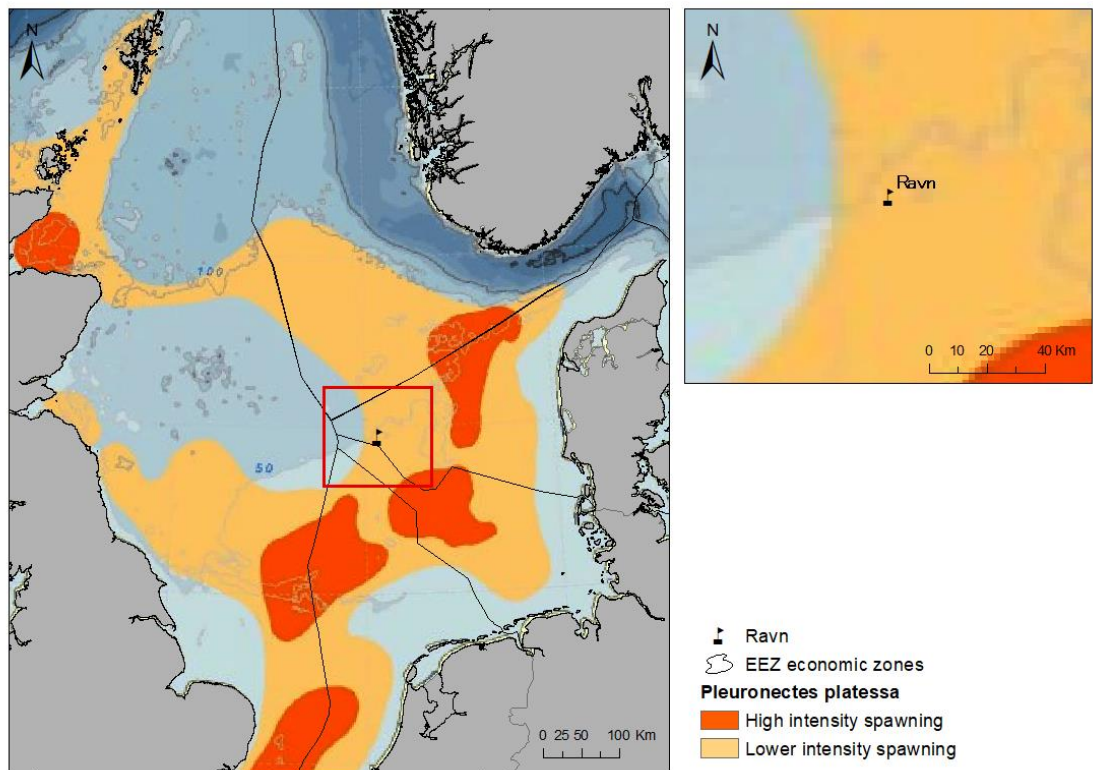 N
100
50
0 25 50 100 Km
N
Ravn
0 10 20 40 Km
Ravn
EEZ economic zones
Pleuronectes platessa
High intensity spawning
Lower intensity spawning